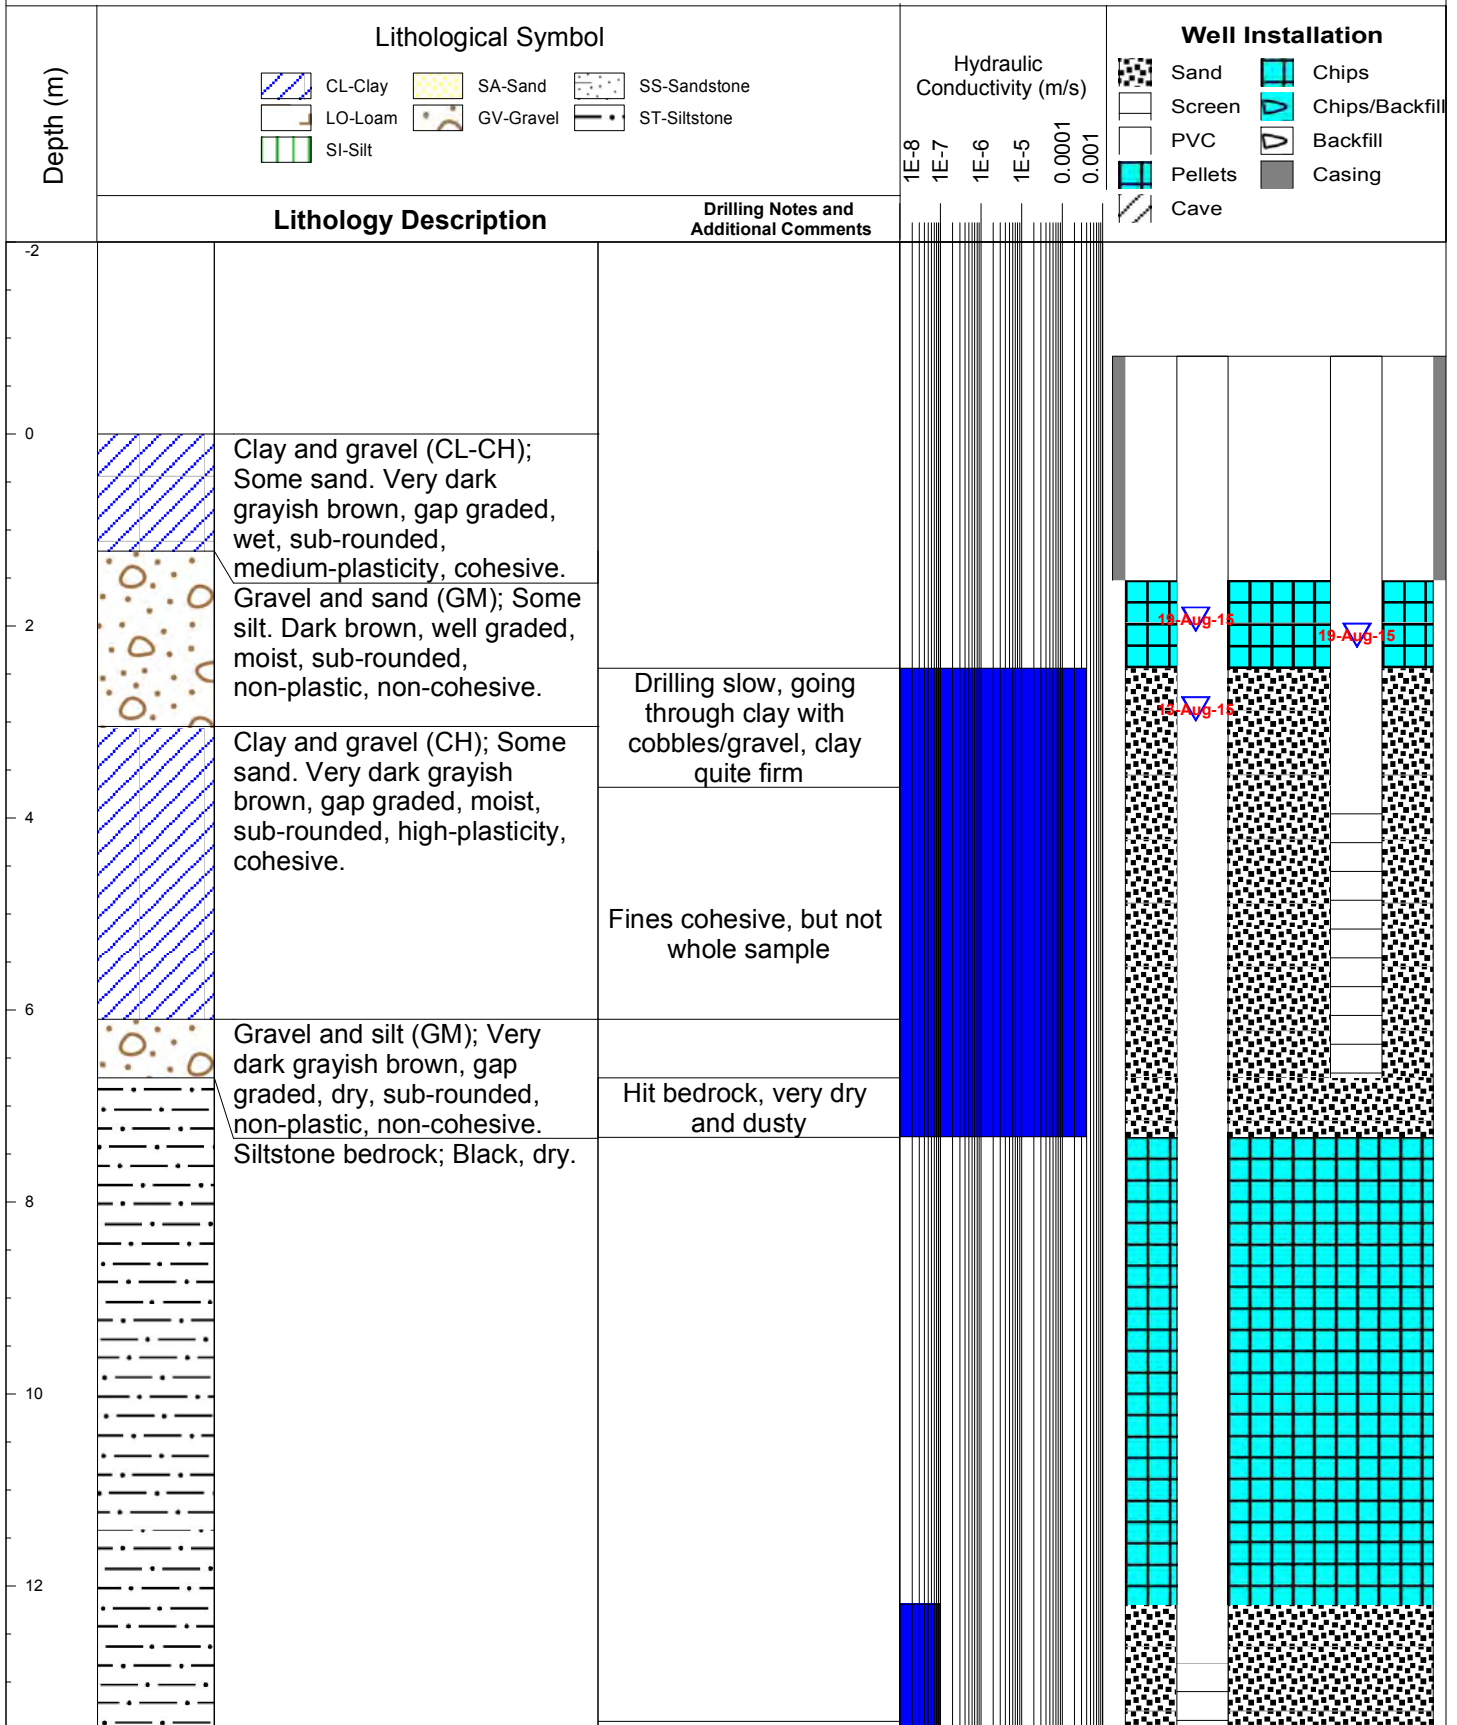 Depth (m)
Lithological Symbol
CL-Clay
SA-Sand
SS-Sandstone
LO-Loam
GV-Gravel
ST-Siltstone
SI-Silt
Lithology Description
Drilling Notes and
Additional Comments
Hydraulic
Conductivity (m/s)
1E-8
1E-7
1E-6
1E-5
0.0001
0.001
Well Installation
Sand
Chips
Screen
Chips/Backfill
PVC
Backfill
Pellets
Casing
Cave
-2
0
2
4
6
8
10
12
Clay and gravel (CL-CH);
Some sand. Very dark
grayish brown, gap graded,
wet, sub-rounded,
medium-plasticity, cohesive.
Gravel and sand (GM); Some
silt. Dark brown, well graded,
moist, sub-rounded,
non-plastic, non-cohesive.
Clay and gravel (CH); Some
sand. Very dark grayish
brown, gap graded, moist,
sub-rounded, high-plasticity,
cohesive.
Gravel and silt (GM); Very
dark grayish brown, gap
graded, dry, sub-rounded,
non-plastic, non-cohesive.
Siltstone bedrock; Black, dry.
Drilling slow, going
through clay with
cobbles/gravel, clay
quite firm
Fines cohesive, but not
whole sample
Hit bedrock, very dry
and dusty
19-Aug-15
19-Aug-15
13-Aug-15